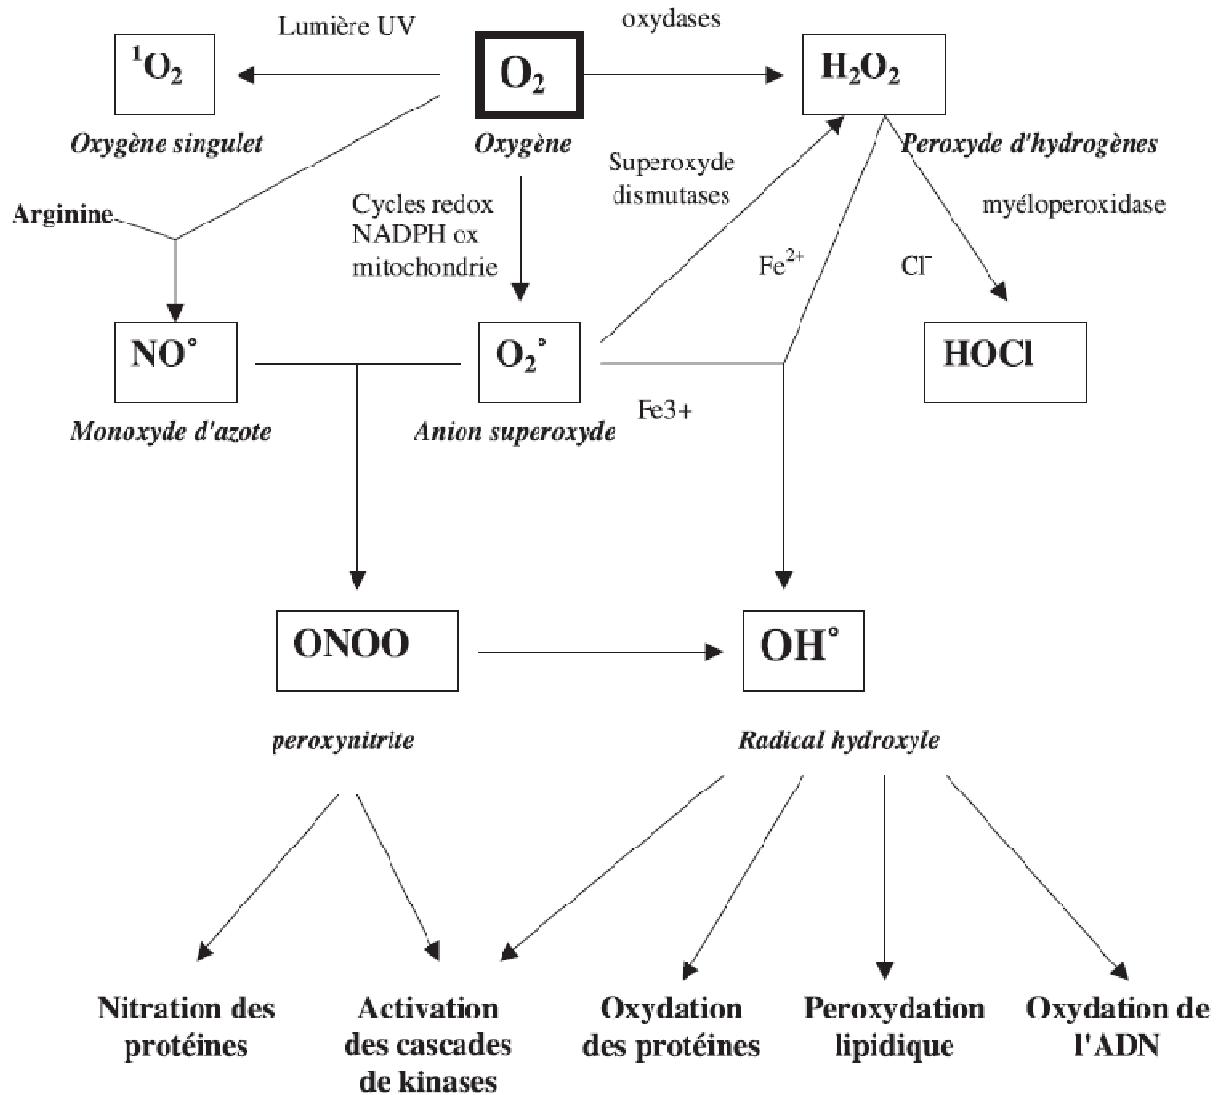 Lumière UV
oxydases
¹O₂
O₂
H₂O₂
Oxygène singulet
Oxygène
Peroxyde d'hydrogènes
Superoxyde
dismutases
Arginine
Cycles redox
NADPH ox
mitochondrie
myéloperoxidase
Fe²⁺
Cl⁻
NO°
O₂°
HOCl
Fe3+
Monoxyde d'azote
Anion superoxyde
ONOO
OH°
peroxynitrite
Radical hydroxyle
Nitration des
protéines
Activation
des cascades
de kinases
Oxydation
des protéines
Peroxydation
lipidique
Oxydation de
l'ADN